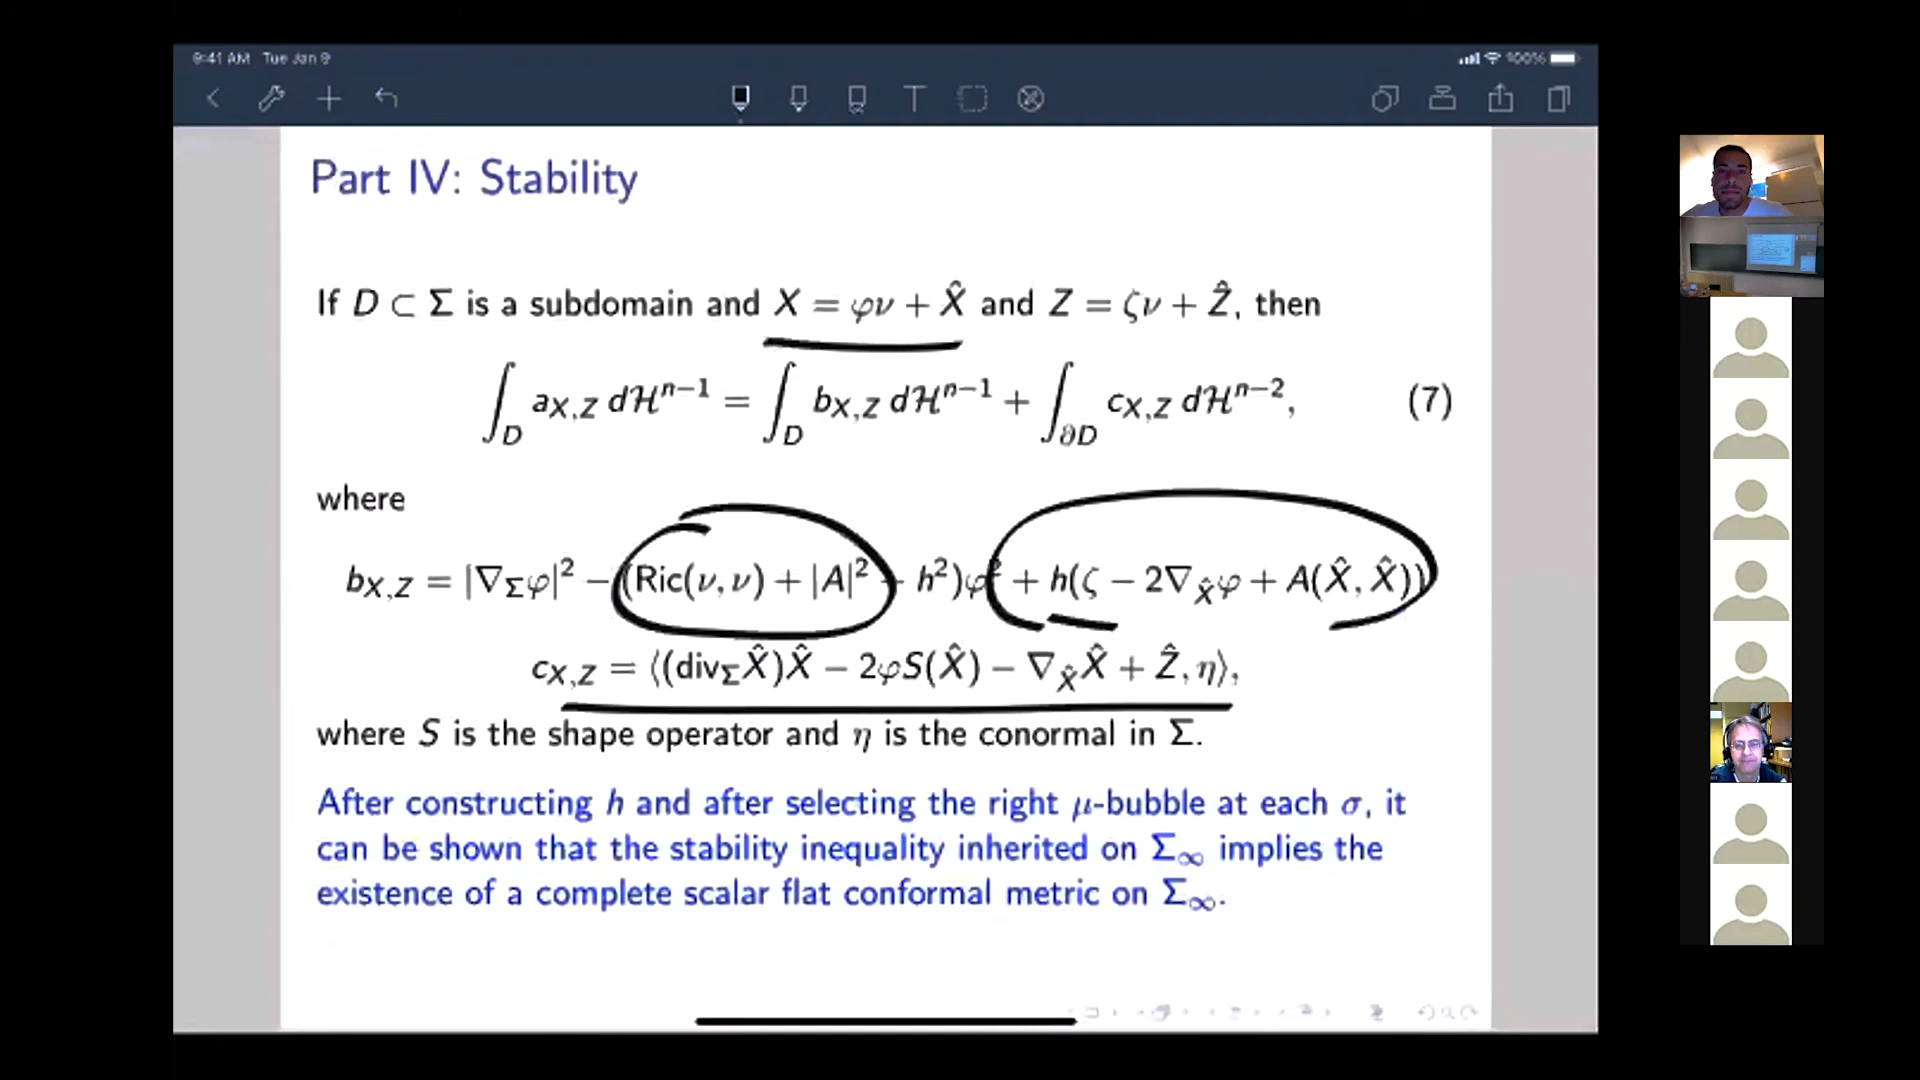 9:41 AM Tue Jan 9
100%
T
Part IV: Stability
If D ⊂ Σ is a subdomain and X = φν + X̂ and Z = ζν + Ẑ, then
∫_D a_{X,Z} dℋ^{n−1} = ∫_D b_{X,Z} dℋ^{n−1} + ∫_{∂D} c_{X,Z} dℋ^{n−2}, (7)
where
b_{X,Z} = |∇_Σφ|² − (Ric(ν, ν) + |A|² − h²)φ² + h(ζ − 2∇_{X̂}φ + A(X̂, X̂))
c_{X,Z} = ⟨(div_Σ X̂)X̂ − 2φS(X̂) − ∇_{X̂}X̂ + Ẑ, η⟩,
where S is the shape operator and η is the conormal in Σ.
After constructing h and after selecting the right μ-bubble at each σ, it
can be shown that the stability inequality inherited on Σ_∞ implies the
existence of a complete scalar flat conformal metric on Σ_∞.